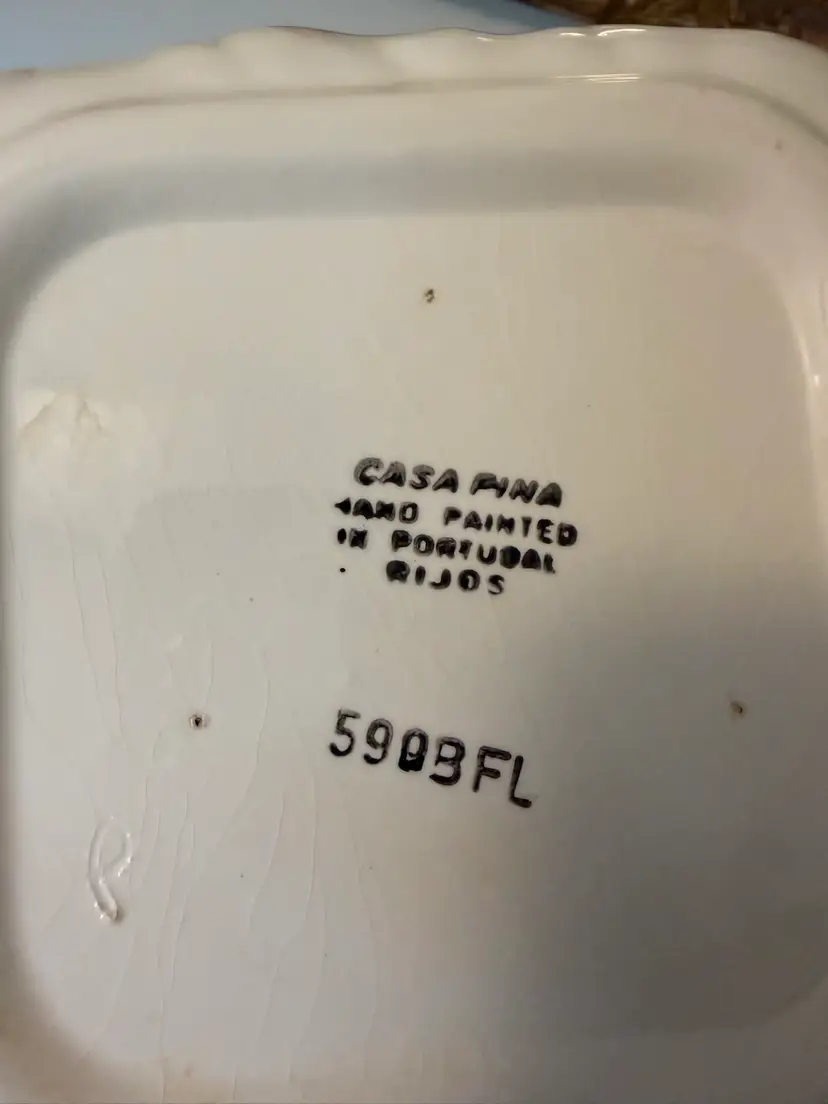 CASA FINA
HAND PAINTED
IN PORTUGAL
RIJOS
5903FL
P